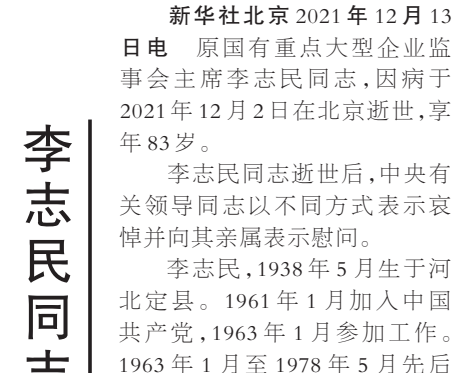 新华社北京2021年12月13
日电　原国有重点大型企业监
事会主席李志民同志，因病于
2021年12月2日在北京逝世，享
年83岁。
李志民同志逝世后，中央有
关领导同志以不同方式表示哀
悼并向其亲属表示慰问。
李志民，1938年5月生于河
北定县。1961年1月加入中国
共产党，1963年1月参加工作。
1963年1月至1978年5月先后
李志民同志